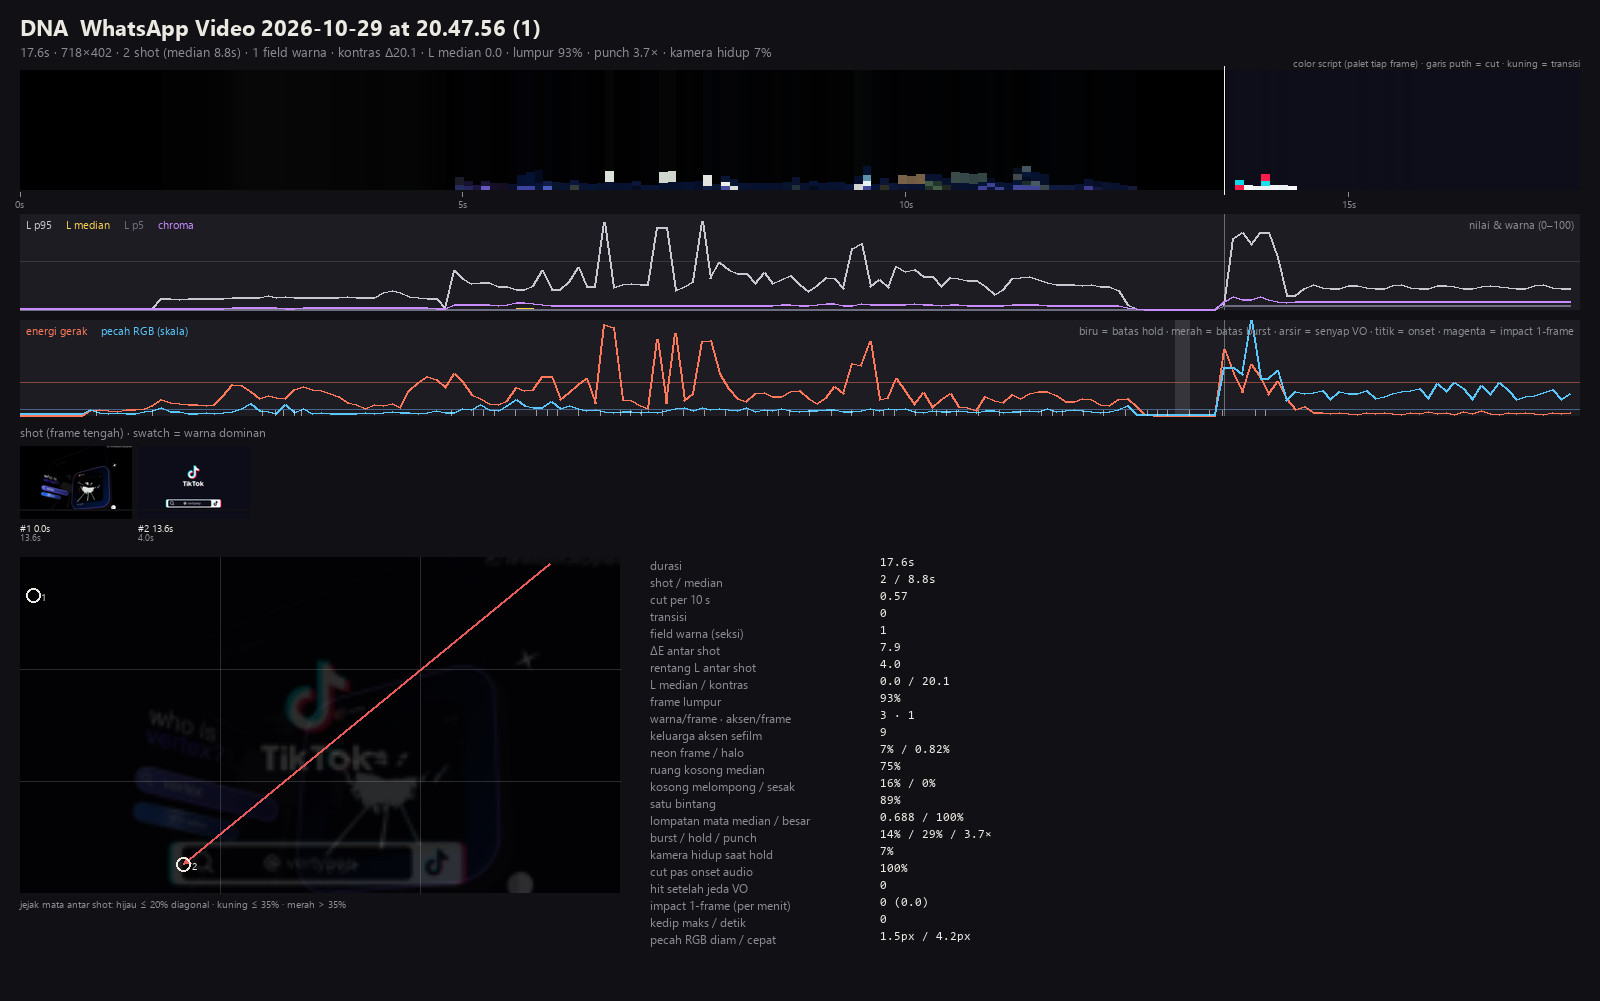 DNA  WhatsApp Video 2026-10-29 at 20.47.56 (1)
17.6s · 718×402 · 2 shot (median 8.8s) · 1 field warna · kontras Δ20.1 · L median 0.0 · lumpur 93% · punch 3.7× · kamera hidup 7%
color script (palet tiap frame) · garis putih = cut · kuning = transisi
0s 5s 10s 15s
L p95 L median L p5 chroma nilai & warna (0–100)
energi gerak pecah RGB (skala) biru = batas hold · merah = batas burst · arsir = senyap VO · titik = onset · magenta = impact 1-frame
shot (frame tengah) · swatch = warna dominan
who is
TikTok
#1 0.0s #2 13.6s
13.6s 4.0s
1
who is
vertex?
TikTok
vertex
2
jejak mata antar shot: hijau ≤ 20% diagonal · kuning ≤ 35% · merah > 35%
durasi 17.6s
shot / median 2 / 8.8s
cut per 10 s 0.57
transisi 0
field warna (seksi) 1
ΔE antar shot 7.9
rentang L antar shot 4.0
L median / kontras 0.0 / 20.1
frame lumpur 93%
warna/frame · aksen/frame 3 · 1
keluarga aksen sefilm 9
neon frame / halo 7% / 0.82%
ruang kosong median 75%
kosong melompong / sesak 16% / 0%
satu bintang 89%
lompatan mata median / besar 0.688 / 100%
burst / hold / punch 14% / 29% / 3.7×
kamera hidup saat hold 7%
cut pas onset audio 100%
hit setelah jeda VO 0
impact 1-frame (per menit) 0 (0.0)
kedip maks / detik 0
pecah RGB diam / cepat 1.5px / 4.2px